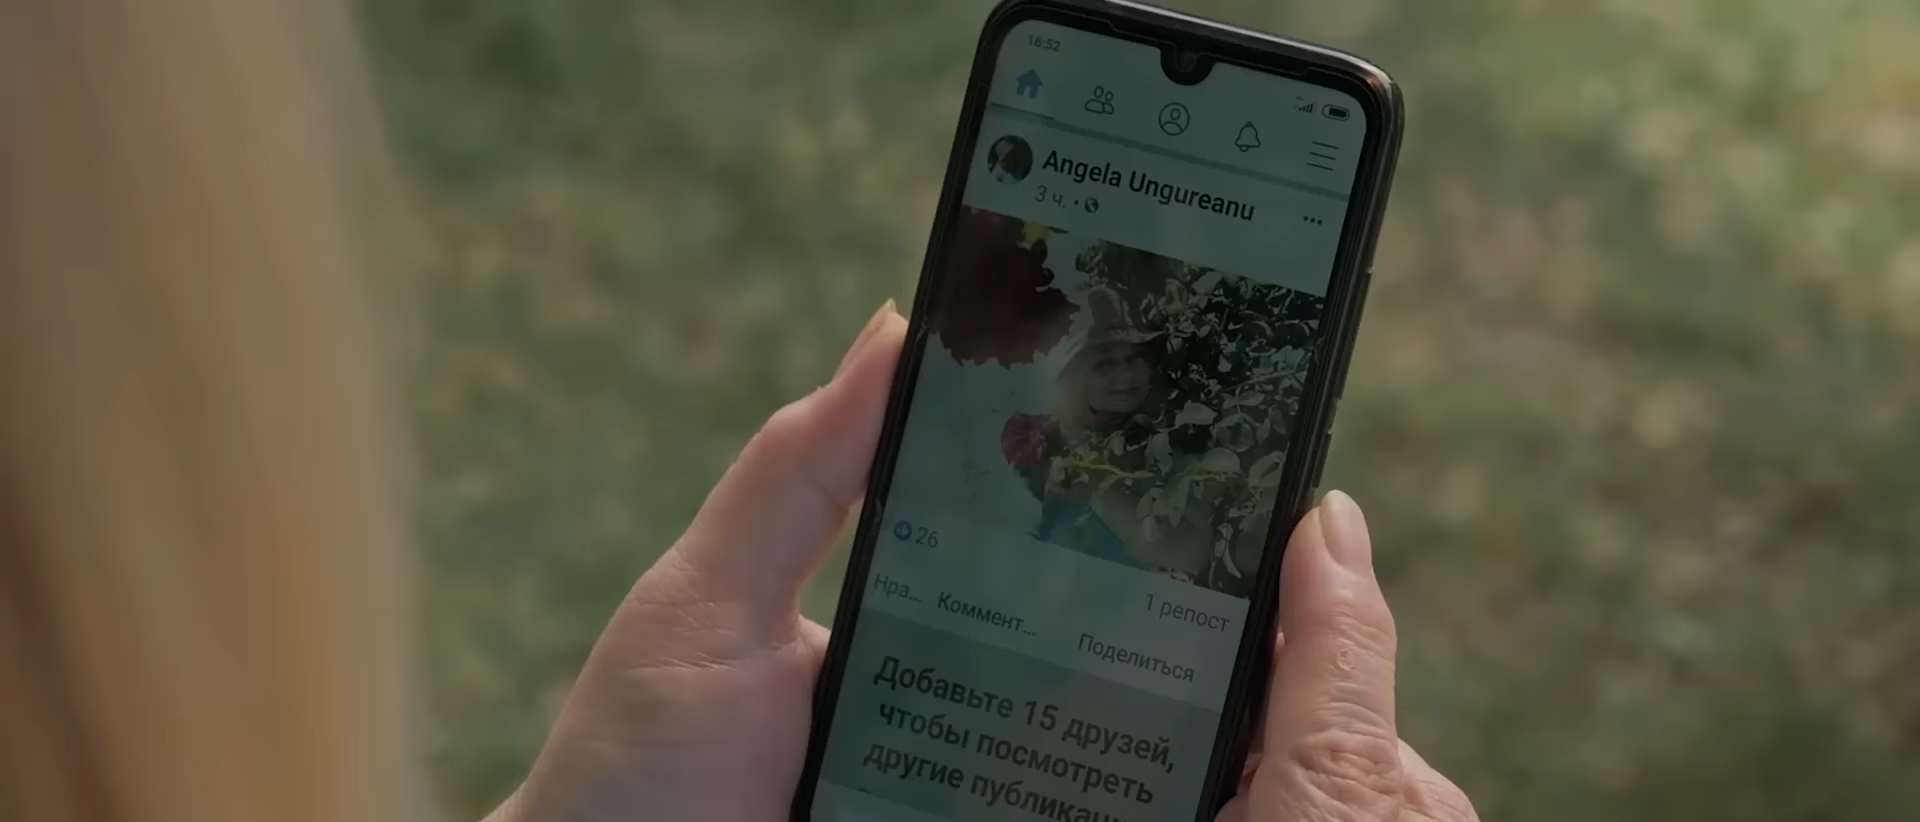 16:52
Angela Ungureanu
3 ч.
26
1 репост
Нра... Коммент... Поделиться
Добавьте 15 друзей,
чтобы посмотреть
другие публикац